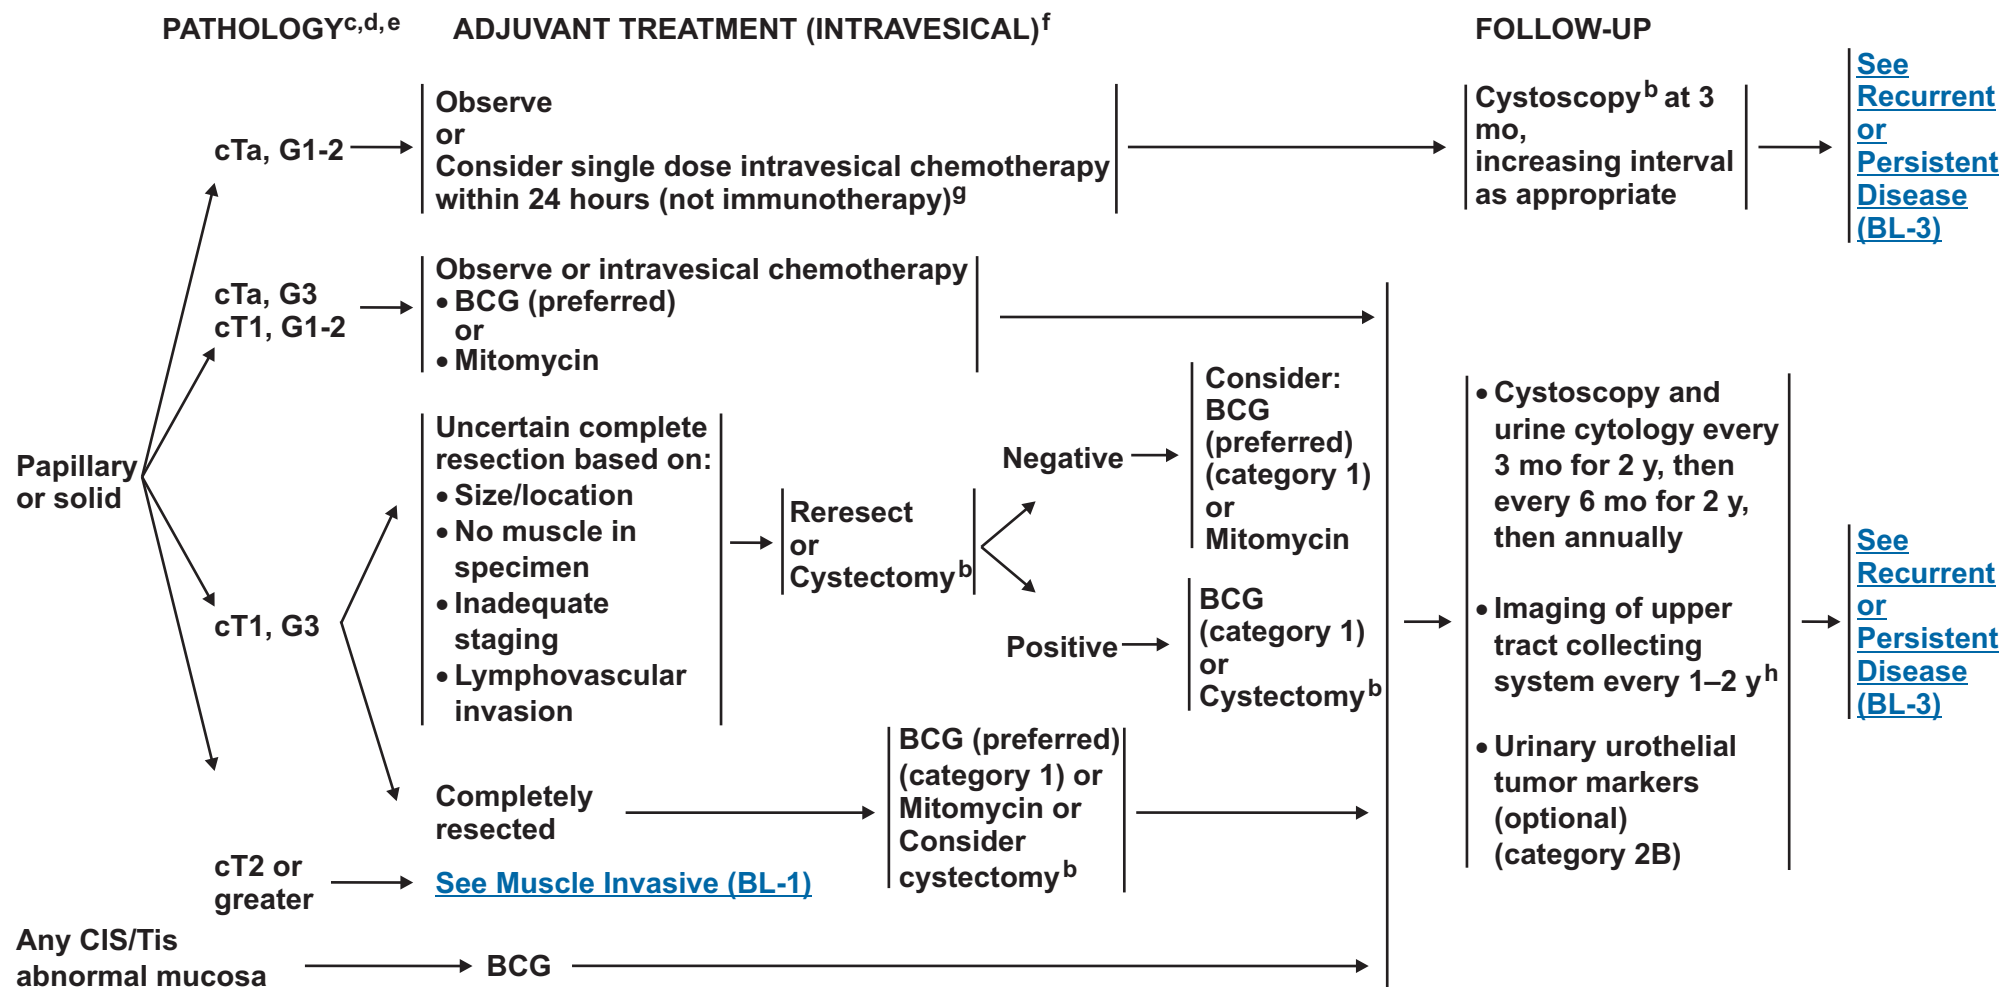 PATHOLOGYc,d,e
ADJUVANT TREATMENT (INTRAVESICAL)f
FOLLOW-UP
Papillary
or solid
cTa, G1-2
Observe
or
Consider single dose intravesical chemotherapy
within 24 hours (not immunotherapy)g
Cystoscopyb at 3
mo,
increasing interval
as appropriate
See
Recurrent
or
Persistent
Disease
(BL-3)
cTa, G3
cT1, G1-2
Observe or intravesical chemotherapy
• BCG (preferred)
or
• Mitomycin
cT1, G3
Uncertain complete
resection based on:
• Size/location
• No muscle in
specimen
• Inadequate
staging
• Lymphovascular
invasion
Reresect
or
Cystectomyb
Negative
Consider:
BCG
(preferred)
(category 1)
or
Mitomycin
Positive
BCG
(category 1)
or
Cystectomyb
Completely
resected
BCG (preferred)
(category 1) or
Mitomycin or
Consider
cystectomyb
cT2 or
greater
See Muscle Invasive (BL-1)
Any CIS/Tis
abnormal mucosa
BCG
• Cystoscopy and
urine cytology every
3 mo for 2 y, then
every 6 mo for 2 y,
then annually
• Imaging of upper
tract collecting
system every 1–2 yh
• Urinary urothelial
tumor markers
(optional)
(category 2B)
See
Recurrent
or
Persistent
Disease
(BL-3)